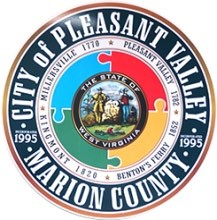 CITY OF PLEASANT VALLEY
MILLERSVILLE 1770
PLEASANT VALLEY 1782
THE STATE OF
WEST VIRGINIA
KINGMONT 1820
BENTON'S FERRY 1852
INCORPORATED
1995
INCORPORATED
1995
MARION COUNTY